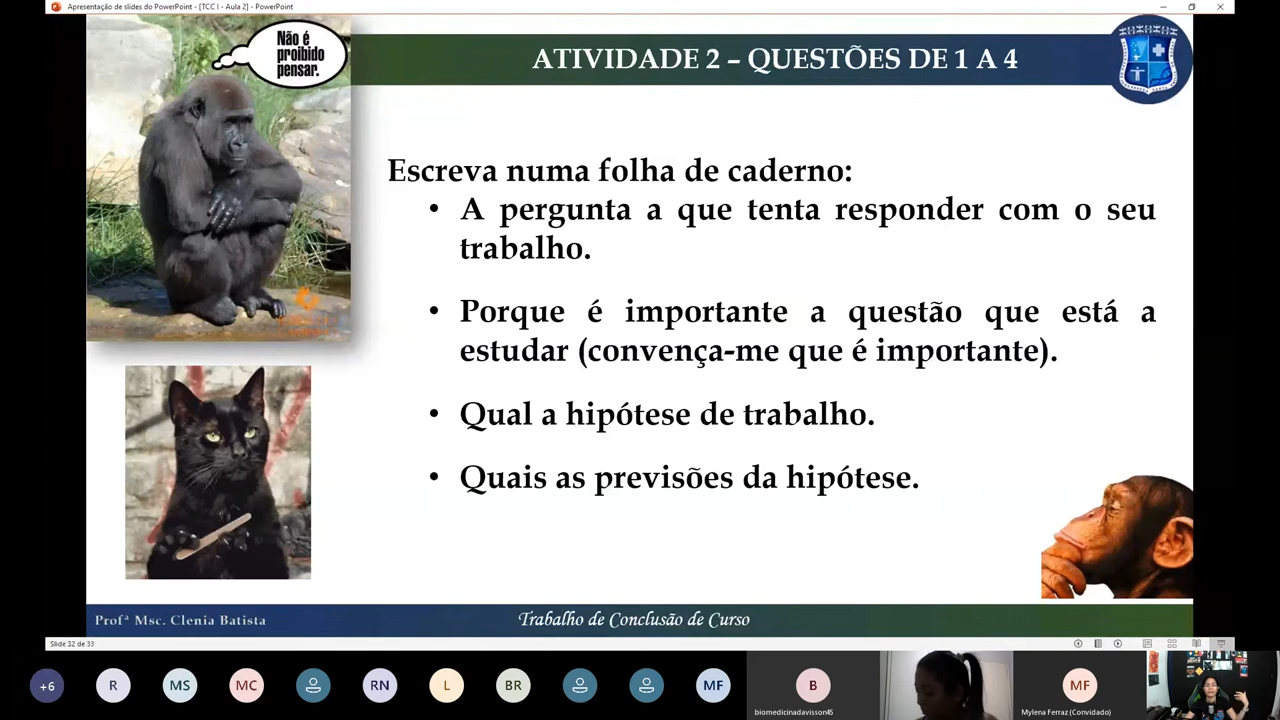 Apresentação de slides do PowerPoint - [TCC I - Aula 2] - PowerPoint
Não é
proibido
pensar.
ATIVIDADE 2 – QUESTÕES DE 1 A 4
Escreva numa folha de caderno:
• A pergunta a que tenta responder com o seu
trabalho.
• Porque é importante a questão que está a
estudar (convença-me que é importante).
• Qual a hipótese de trabalho.
• Quais as previsões da hipótese.
Profª Msc. Clenia Batista
Trabalho de Conclusão de Curso
Slide 32 de 33
+6
R
MS
MC
RN
L
BR
MF
B
MF
biomedicinadavisson45
Mylena Ferraz (Convidado)